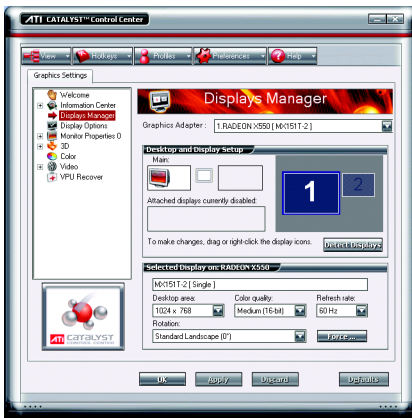 ATI CATALYST™ Control Center
View Hotkeys Profiles Preferences Help
Graphics Settings
Welcome
Information Center
Displays Manager
Display Options
Monitor Properties 0
3D
Color
Video
VPU Recover
ATI CATALYST
CONTROL CENTER
Displays Manager
Graphics Adapter : 1.RADEON X550 [ MX151T-2 ]
Desktop and Display Setup
Main:
Attached displays currently disabled:
1
2
To make changes, drag or right-click the display icons.
Detect Displays
Selected Display on: RADEON X550
MX151T-2 [ Single ]
Desktop area: Color quality: Refresh rate:
1024 x 768 Medium (16-bit) 60 Hz
Rotation:
Standard Landscape (0°) Force ...
OK Apply Discard Defaults